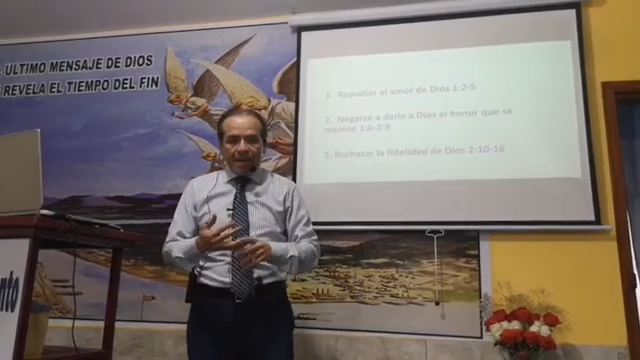 ULTIMO MENSAJE DE DIOS
REVELA EL TIEMPO DEL FIN
1. Repudiar el amor de Dios 1:2-5
2. Negarse a darle a Dios el honor que se
merece 1:6-2:9
3. Rechazar la fidelidad de Dios 2:10-16
nto